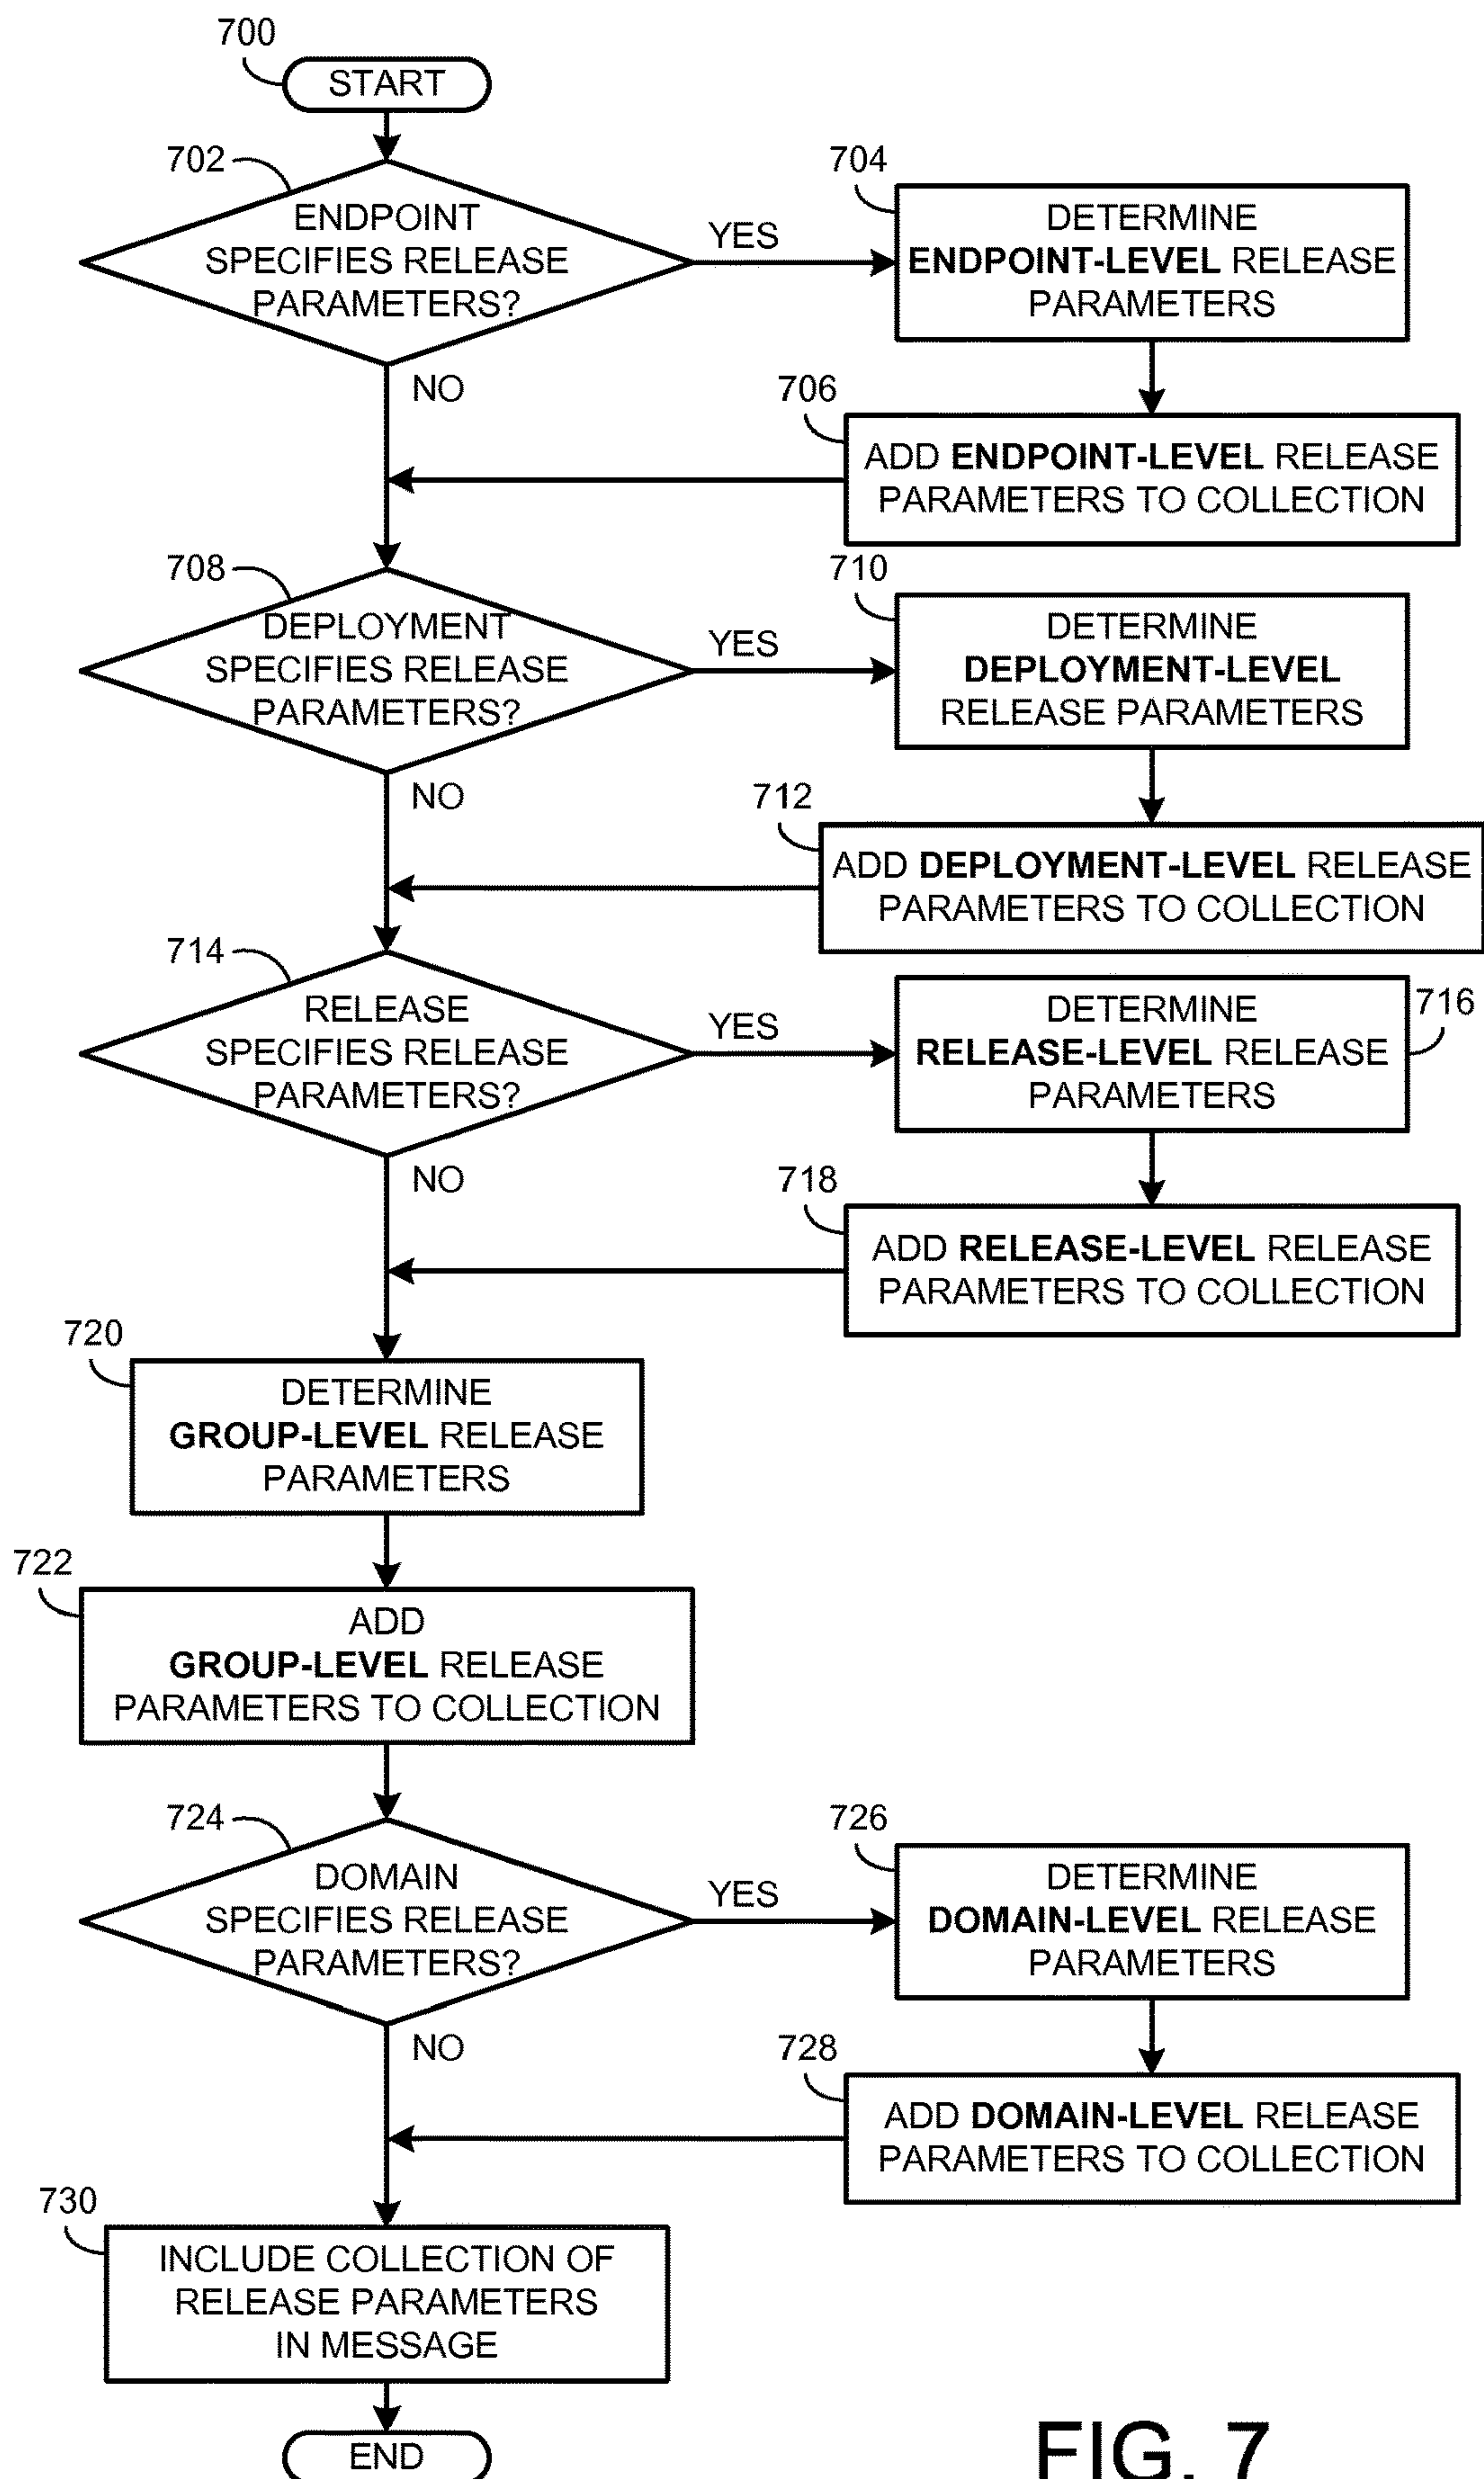 700
START
702
ENDPOINT
SPECIFIES RELEASE
PARAMETERS?
YES
NO
704
DETERMINE
ENDPOINT-LEVEL RELEASE
PARAMETERS
706
ADD ENDPOINT-LEVEL RELEASE
PARAMETERS TO COLLECTION
708
DEPLOYMENT
SPECIFIES RELEASE
PARAMETERS?
YES
NO
710
DETERMINE
DEPLOYMENT-LEVEL
RELEASE PARAMETERS
712
ADD DEPLOYMENT-LEVEL RELEASE
PARAMETERS TO COLLECTION
714
RELEASE
SPECIFIES RELEASE
PARAMETERS?
YES
NO
716
DETERMINE
RELEASE-LEVEL RELEASE
PARAMETERS
718
ADD RELEASE-LEVEL RELEASE
PARAMETERS TO COLLECTION
720
DETERMINE
GROUP-LEVEL RELEASE
PARAMETERS
722
ADD
GROUP-LEVEL RELEASE
PARAMETERS TO COLLECTION
724
DOMAIN
SPECIFIES RELEASE
PARAMETERS?
YES
NO
726
DETERMINE
DOMAIN-LEVEL RELEASE
PARAMETERS
728
ADD DOMAIN-LEVEL RELEASE
PARAMETERS TO COLLECTION
730
INCLUDE COLLECTION OF
RELEASE PARAMETERS
IN MESSAGE
END
FIG. 7